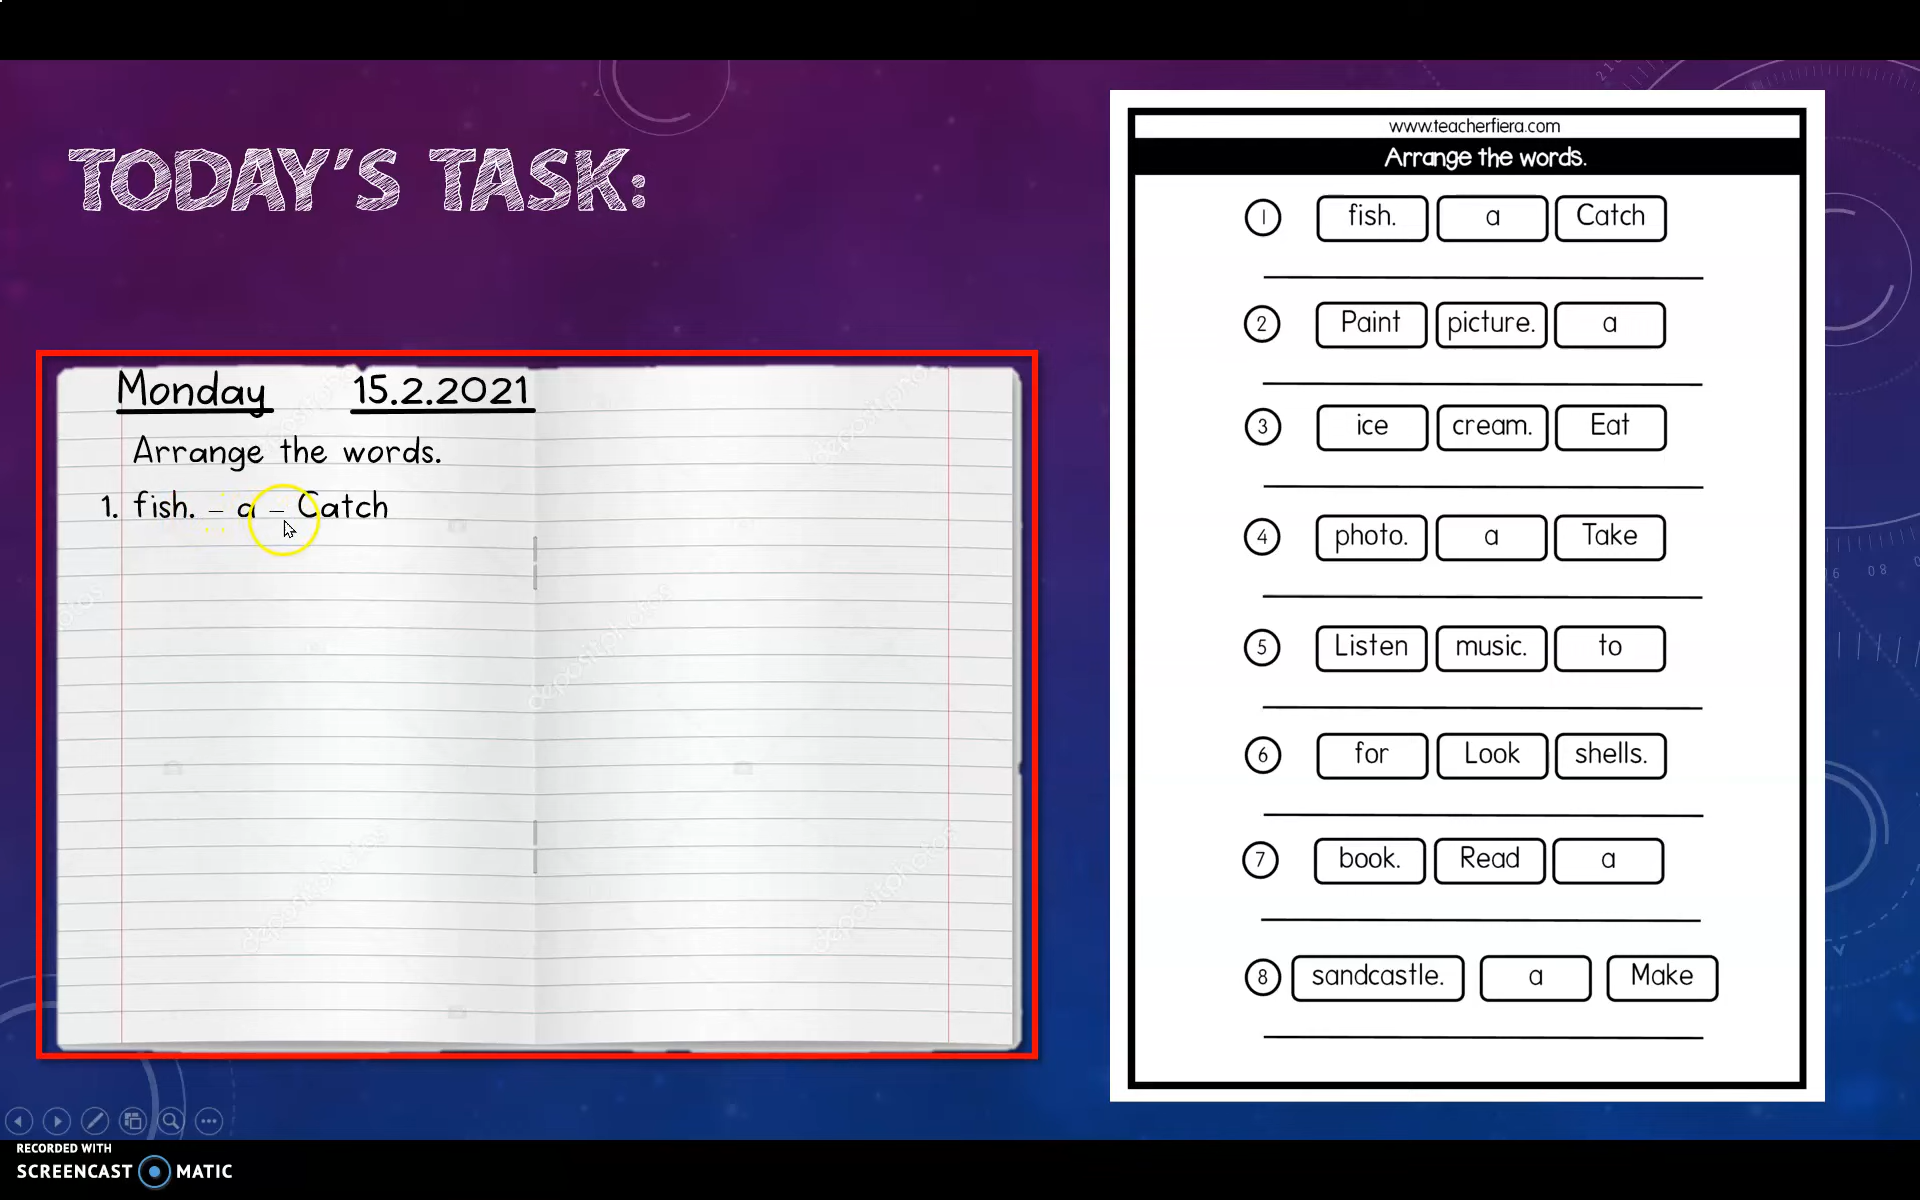 TODAY'S TASK:
Monday 15.2.2021
Arrange the words.
1. fish. – a – Catch
www.teacherfiera.com
Arrange the words.
1 fish. a Catch
2 Paint picture. a
3 ice cream. Eat
4 photo. a Take
5 Listen music. to
6 for Look shells.
7 book. Read a
8 sandcastle. a Make
RECORDED WITH
SCREENCAST MATIC